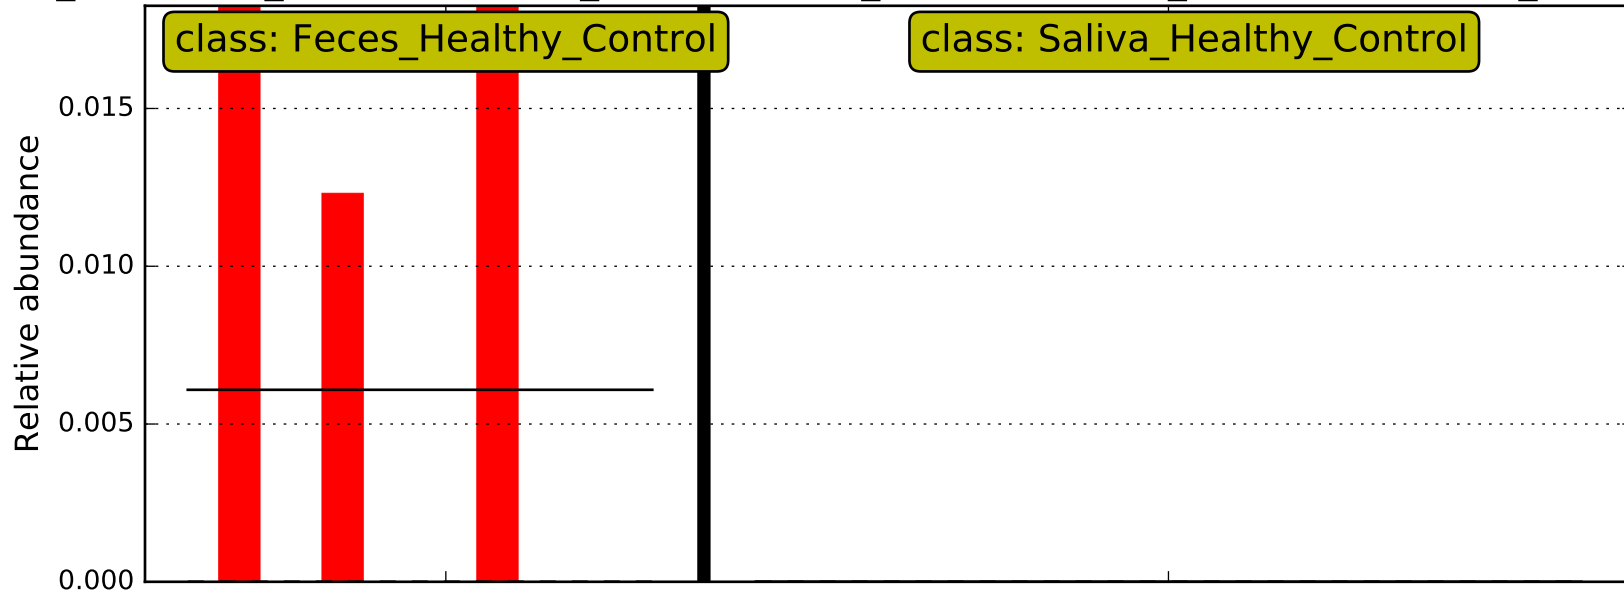 class: Feces_Healthy_Control
class: Saliva_Healthy_Control
0.015
0.010
0.005
0.000
Relative abundance